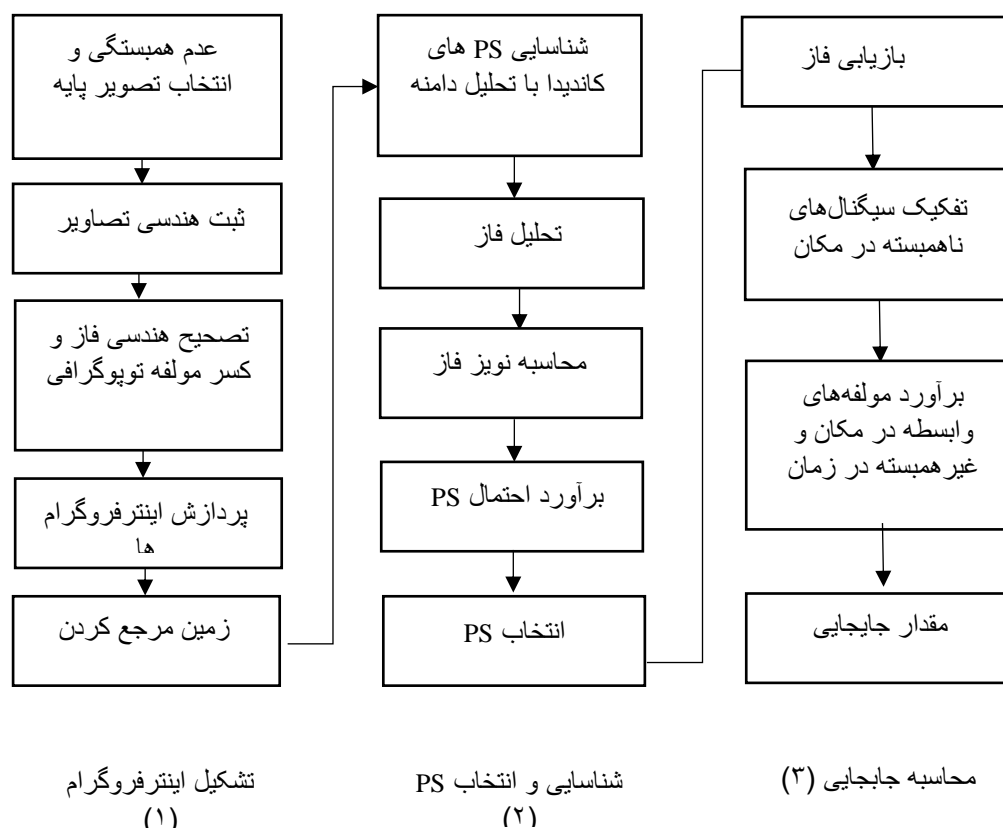 عدم همبستگی و
انتخاب تصویر پایه
ثبت هندسی تصاویر
تصحیح هندسی فاز و
کسر مولفه توپوگرافی
پردازش اینترفروگرام
ها
زمین مرجع کردن
تشکیل اینترفروگرام
(۱)
شناسایی PS های
کاندیدا با تحلیل دامنه
تحلیل فاز
محاسبه نویز فاز
برآورد احتمال PS
انتخاب PS
شناسایی و انتخاب PS
(۲)
بازیابی فاز
تفکیک سیگنال‌های
ناهمبسته در مکان
برآورد مولفه‌های
وابسطه در مکان و
غیرهمبسته در زمان
مقدار جابجایی
محاسبه جابجایی (۳)